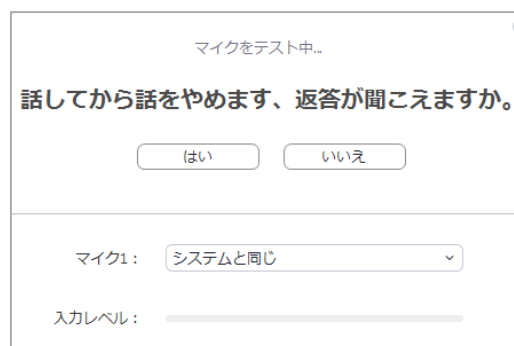 マイクをテスト中...
話してから話をやめます、返答が聞こえますか。
はい
いいえ
マイク1：
システムと同じ
入力レベル：